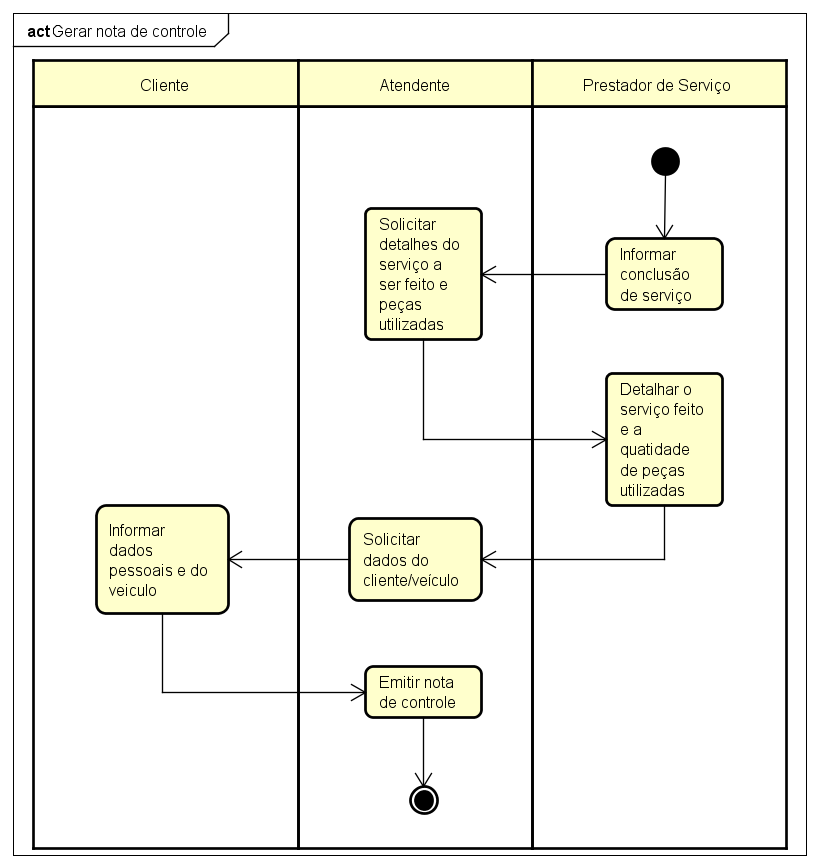 act Gerar nota de controle
Cliente
Atendente
Prestador de Serviço
Solicitar
detalhes do
serviço a
ser feito e
peças
utilizadas
Informar
conclusão
de serviço
Detalhar o
serviço feito
e a
quatidade
de peças
utilizadas
Informar
dados
pessoais e do
veiculo
Solicitar
dados do
cliente/veículo
Emitir nota
de controle